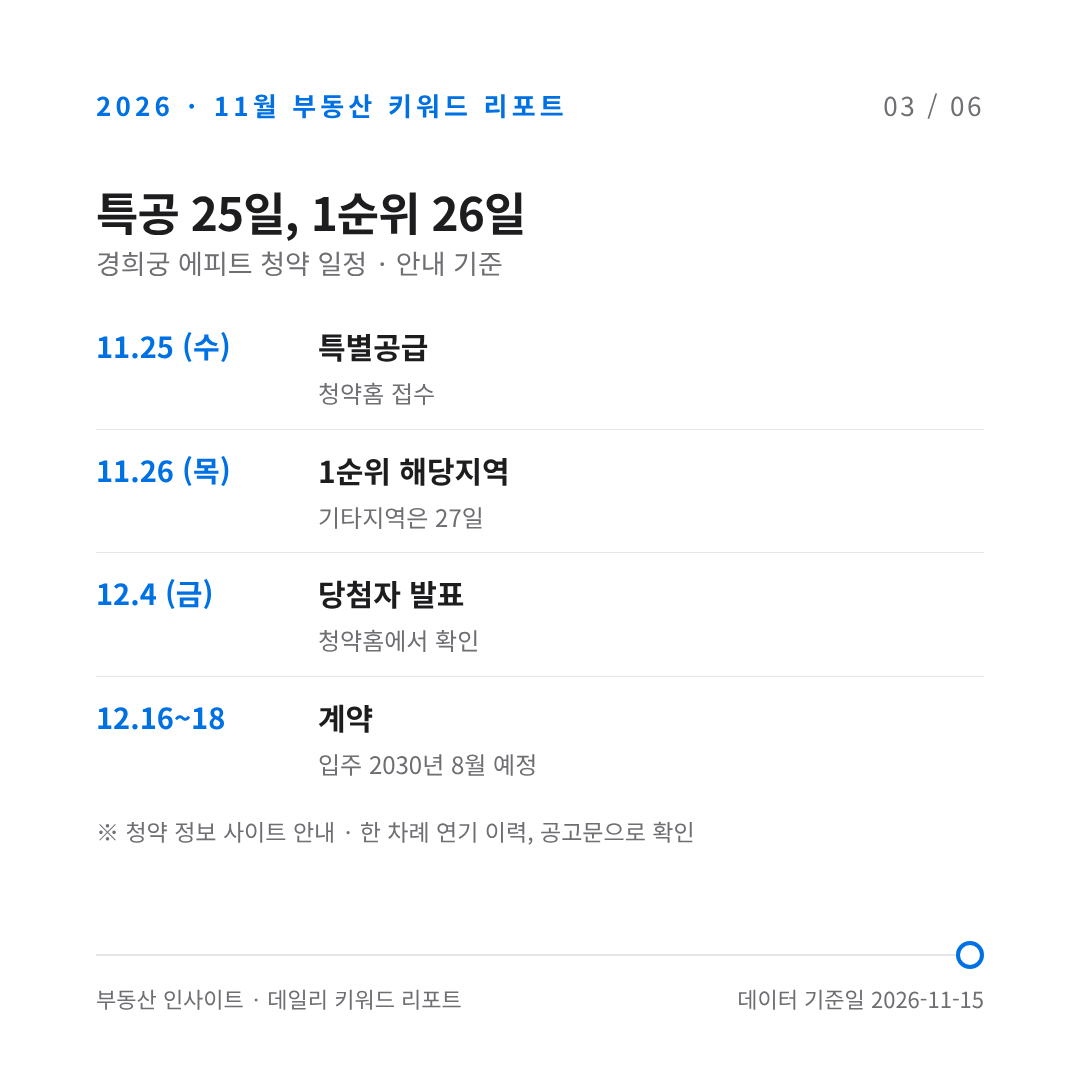 2026 · 11월 부동산 키워드 리포트
03 / 06
특공 25일, 1순위 26일
경희궁 에피트 청약 일정 · 안내 기준
11.25 (수)
특별공급
청약홈 접수
11.26 (목)
1순위 해당지역
기타지역은 27일
12.4 (금)
당첨자 발표
청약홈에서 확인
12.16~18
계약
입주 2030년 8월 예정
※ 청약 정보 사이트 안내 · 한 차례 연기 이력, 공고문으로 확인
부동산 인사이트 · 데일리 키워드 리포트
데이터 기준일 2026-11-15